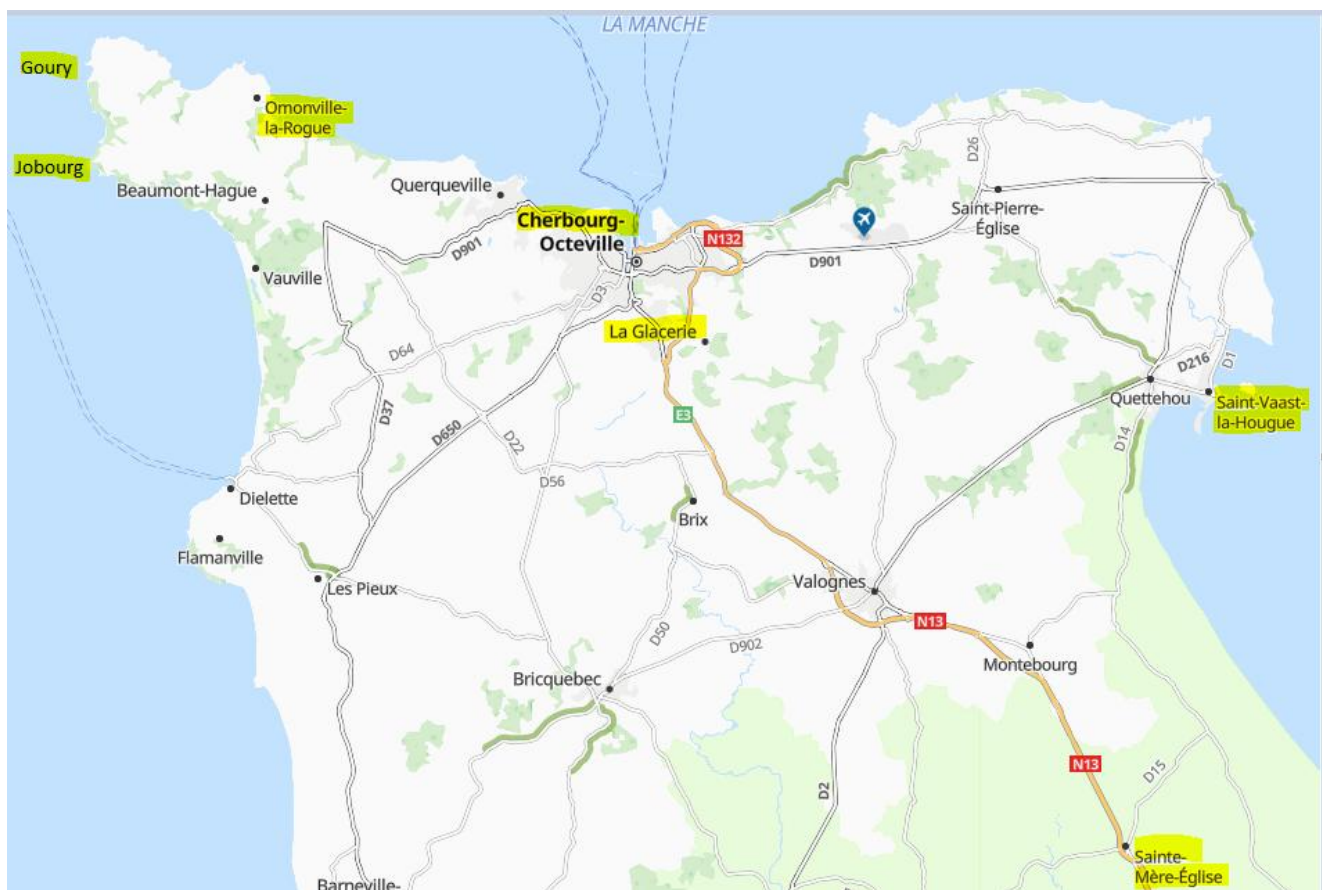 LA MANCHE
Goury
Omonville-
la-Rogue
Jobourg
Beaumont-Hague
Querqueville
D26
Saint-Pierre-
Église
Cherbourg-
Octeville
N132
D901
D901
Vauville
D3
La Glacerie
D64
D216
D1
D37
E3
Quettehou
Saint-Vaast-
la-Hougue
D650
D22
D14
D56
Dielette
Brix
Flamanville
Les Pieux
Valognes
N13
D50
D902
Montebourg
Bricquebec
N13
D15
D2
Sainte-
Mère-Église
Barneville-